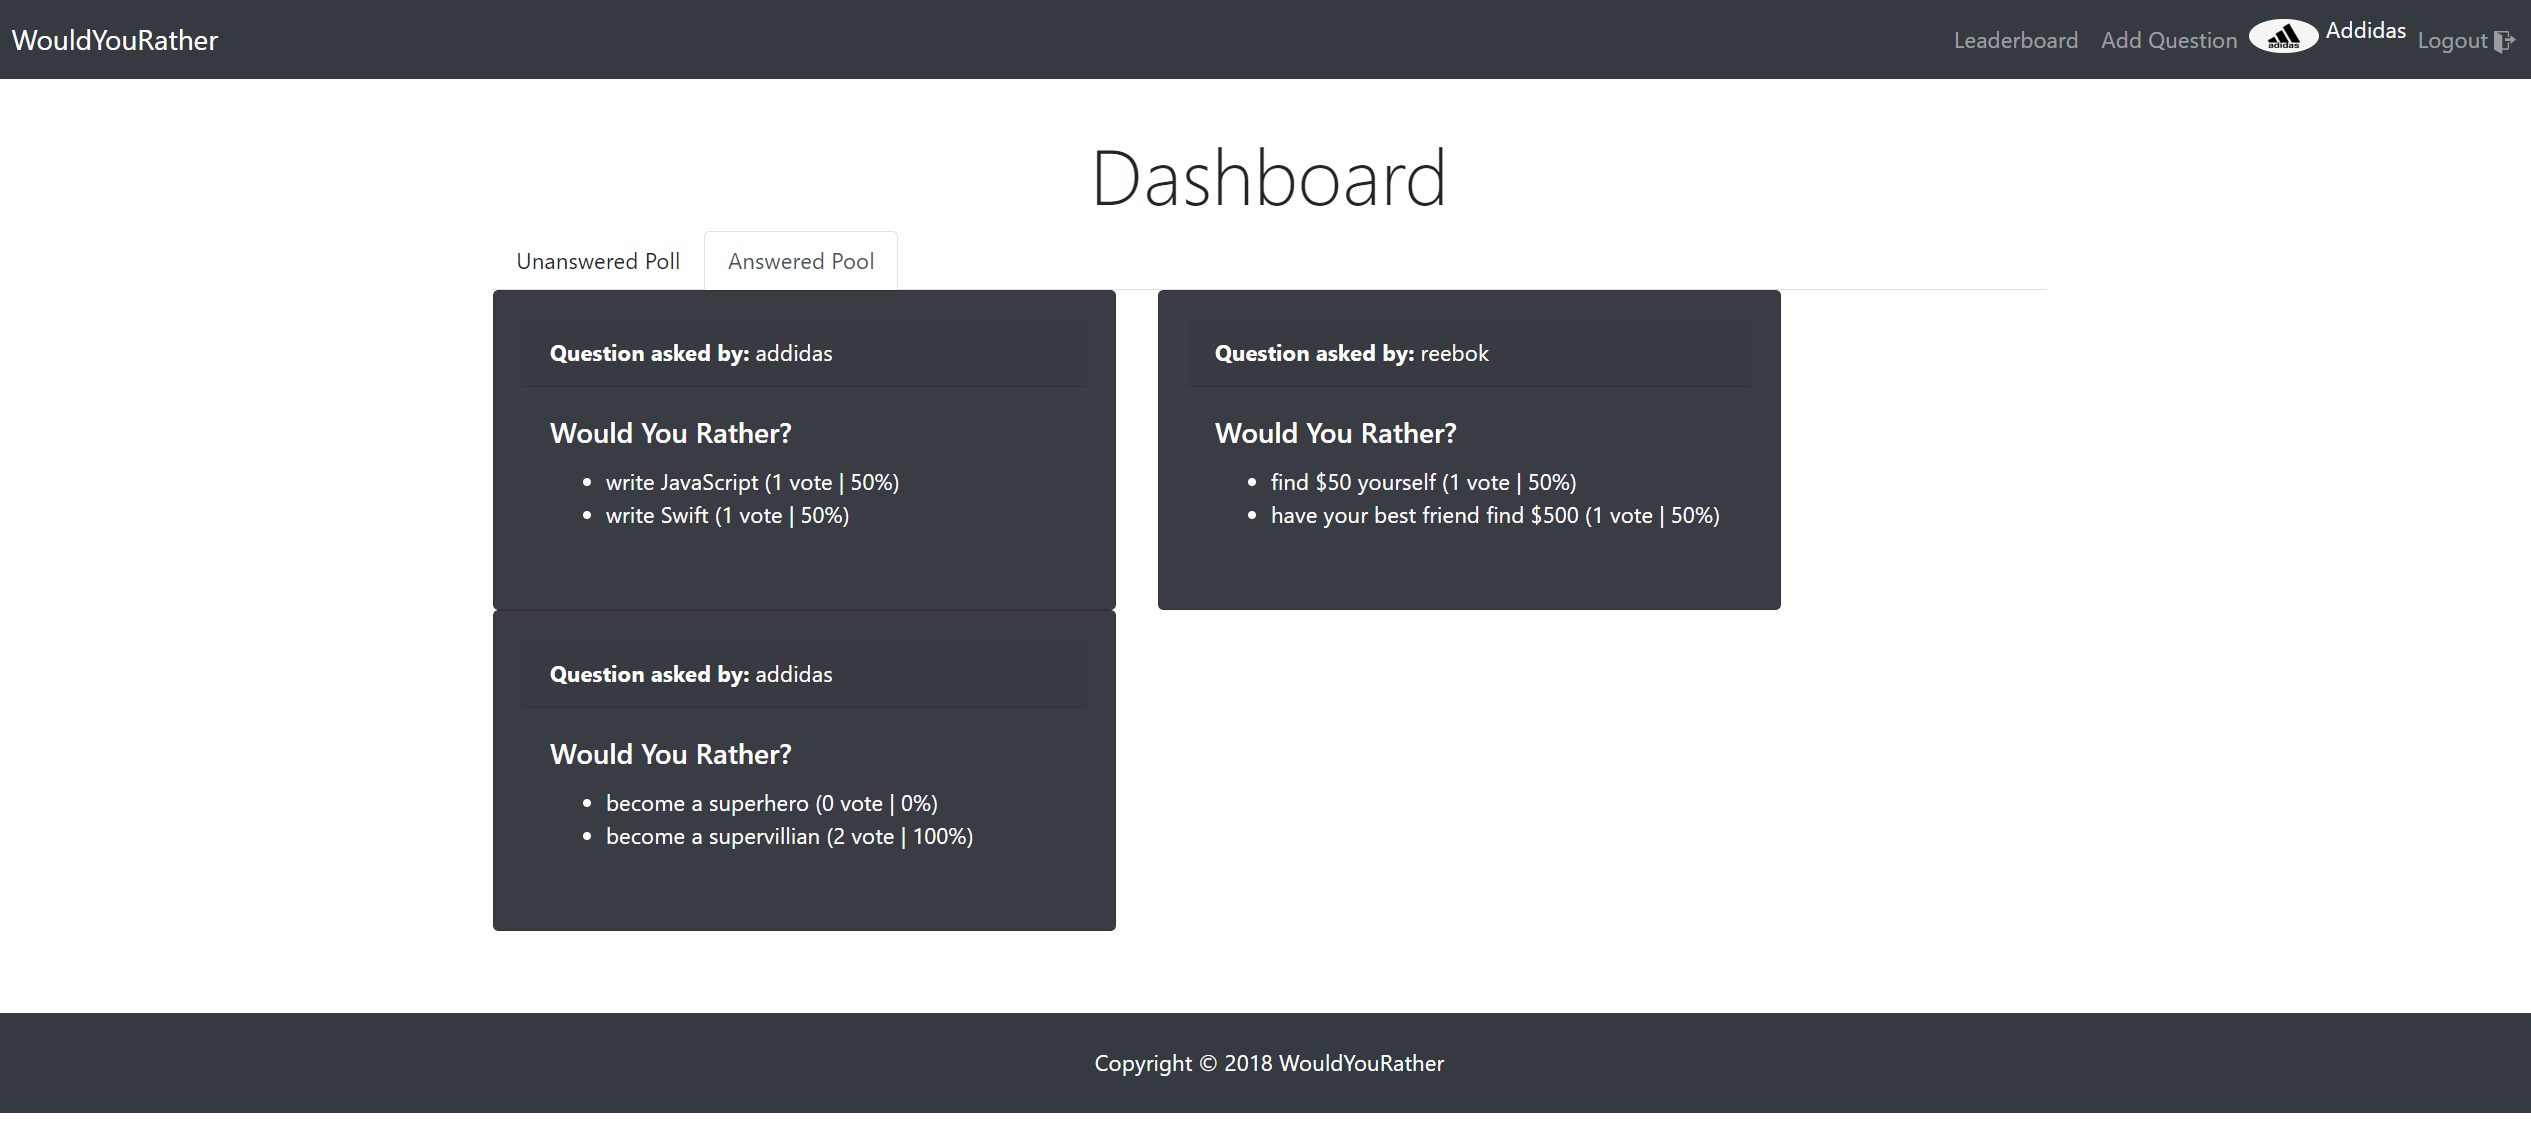 WouldYouRather
Leaderboard Add Question adidas Addidas Logout
Dashboard
Unanswered Poll Answered Pool
Question asked by: addidas
Would You Rather?
write JavaScript (1 vote | 50%)
write Swift (1 vote | 50%)
Question asked by: reebok
Would You Rather?
find $50 yourself (1 vote | 50%)
have your best friend find $500 (1 vote | 50%)
Question asked by: addidas
Would You Rather?
become a superhero (0 vote | 0%)
become a supervillian (2 vote | 100%)
Copyright © 2018 WouldYouRather